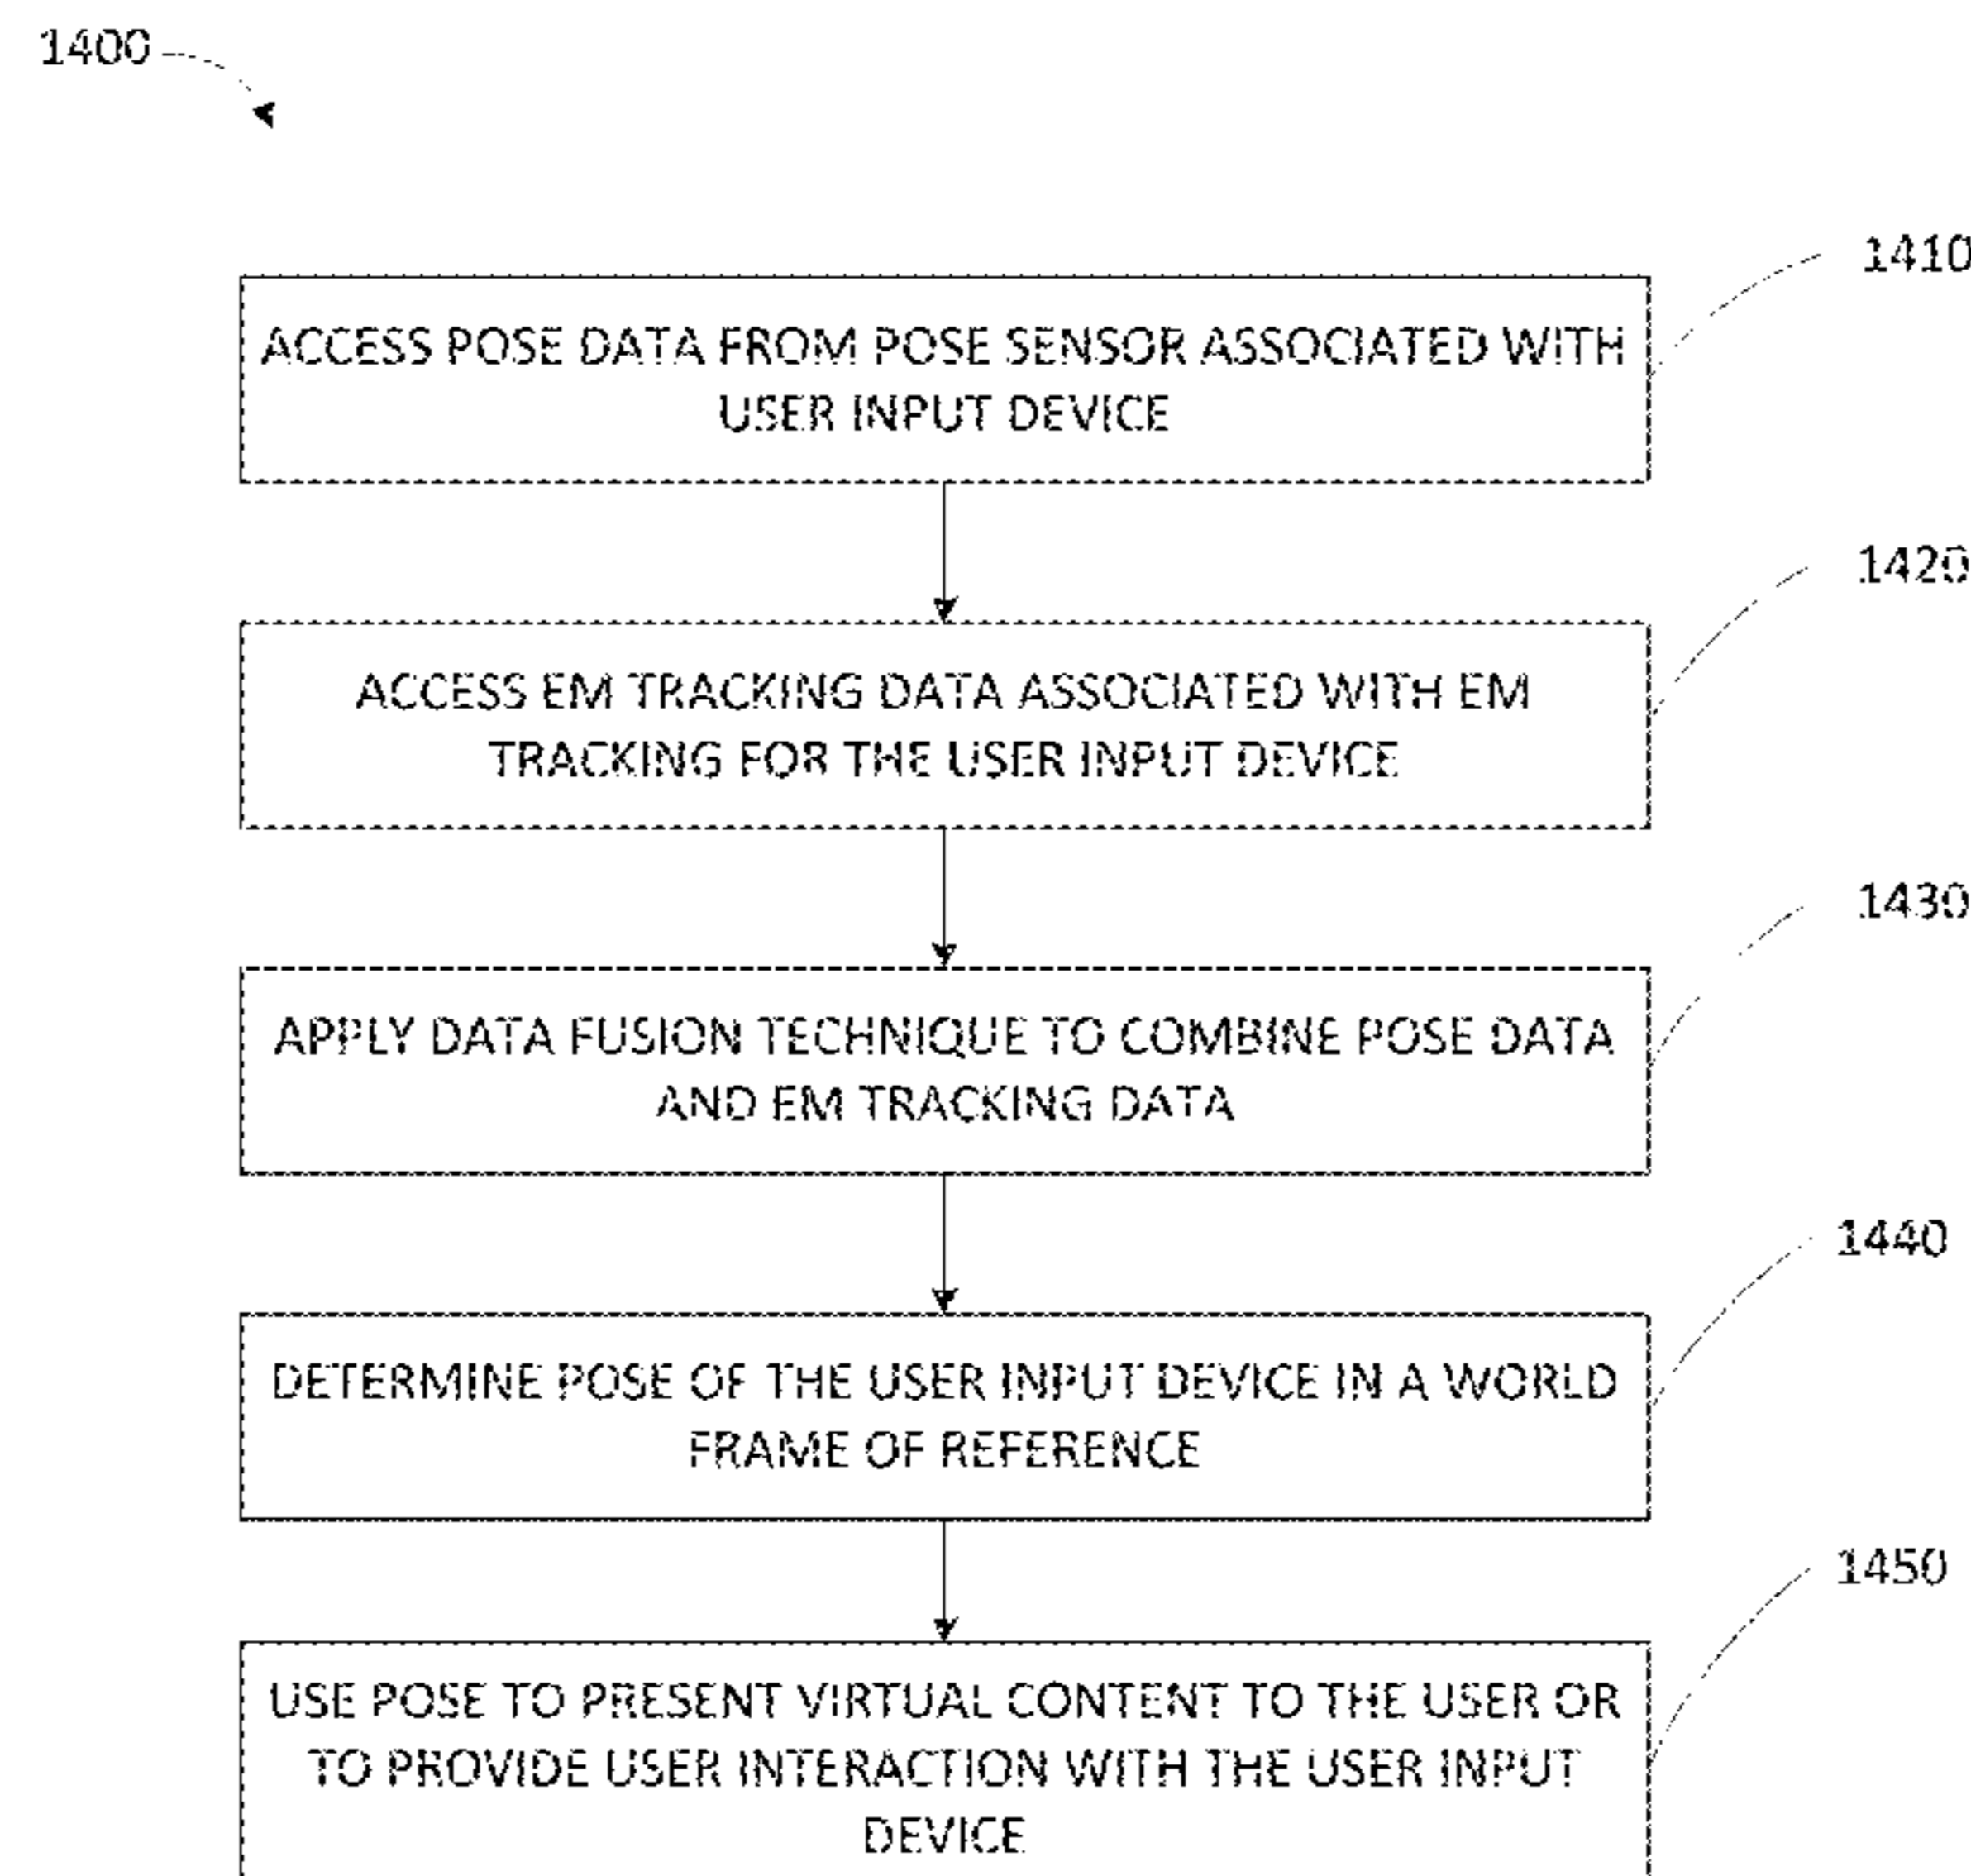 1400
1410
ACCESS POSE DATA FROM POSE SENSOR ASSOCIATED WITH
USER INPUT DEVICE
1420
ACCESS EM TRACKING DATA ASSOCIATED WITH EM
TRACKING FOR THE USER INPUT DEVICE
1430
APPLY DATA FUSION TECHNIQUE TO COMBINE POSE DATA
AND EM TRACKING DATA
1440
DETERMINE POSE OF THE USER INPUT DEVICE IN A WORLD
FRAME OF REFERENCE
1450
USE POSE TO PRESENT VIRTUAL CONTENT TO THE USER OR
TO PROVIDE USER INTERACTION WITH THE USER INPUT
DEVICE